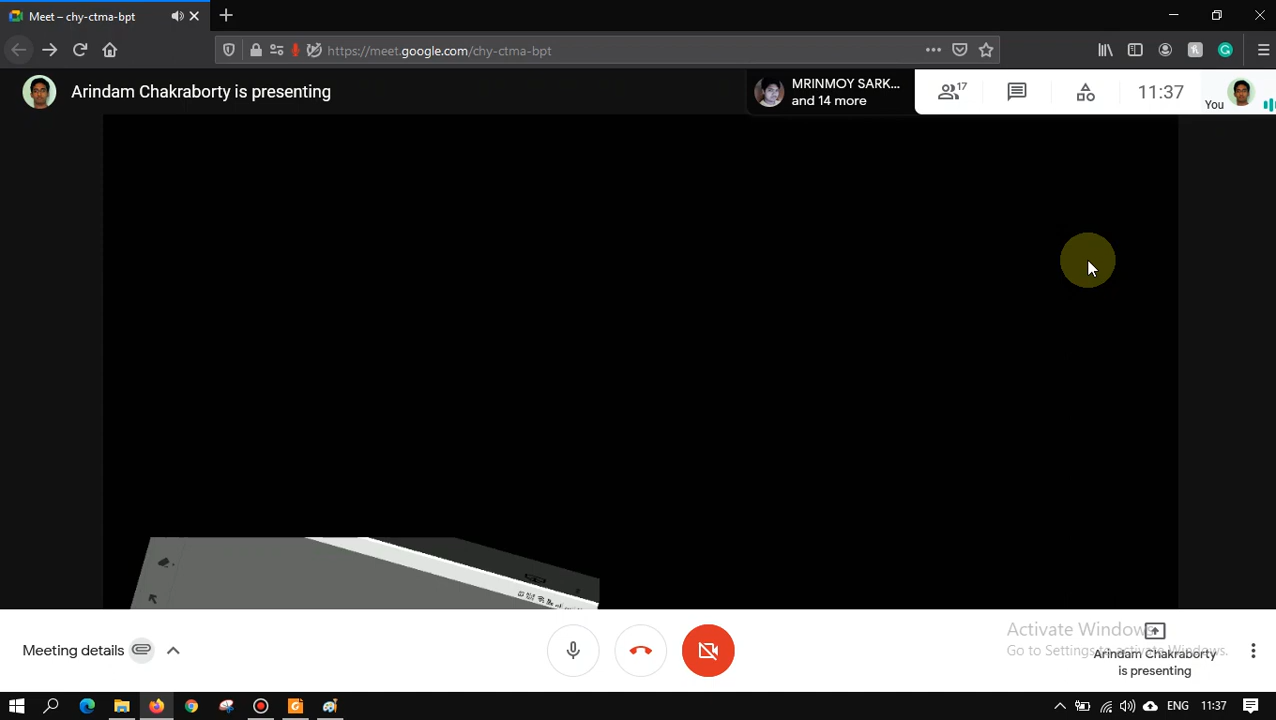 Meet – chy-ctma-bpt
https://meet.google.com/chy-ctma-bpt
Arindam Chakraborty is presenting
MRINMOY SARK...
and 14 more
17
11:37
You
Meeting details
Activate Windows
Go to Settings to activate Windows.
Arindam Chakraborty
is presenting
ENG
11:37